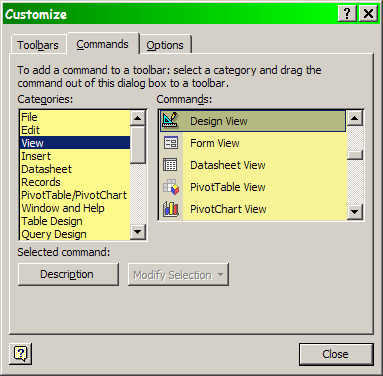 Customize
Toolbars Commands Options
To add a command to a toolbar: select a category and drag the
command out of this dialog box to a toolbar.
Categories: Commands:
File
Edit
View
Insert
Datasheet
Records
PivotTable/PivotChart
Window and Help
Table Design
Query Design
Design View
Form View
Datasheet View
PivotTable View
PivotChart View
Selected command:
Description Modify Selection
Close